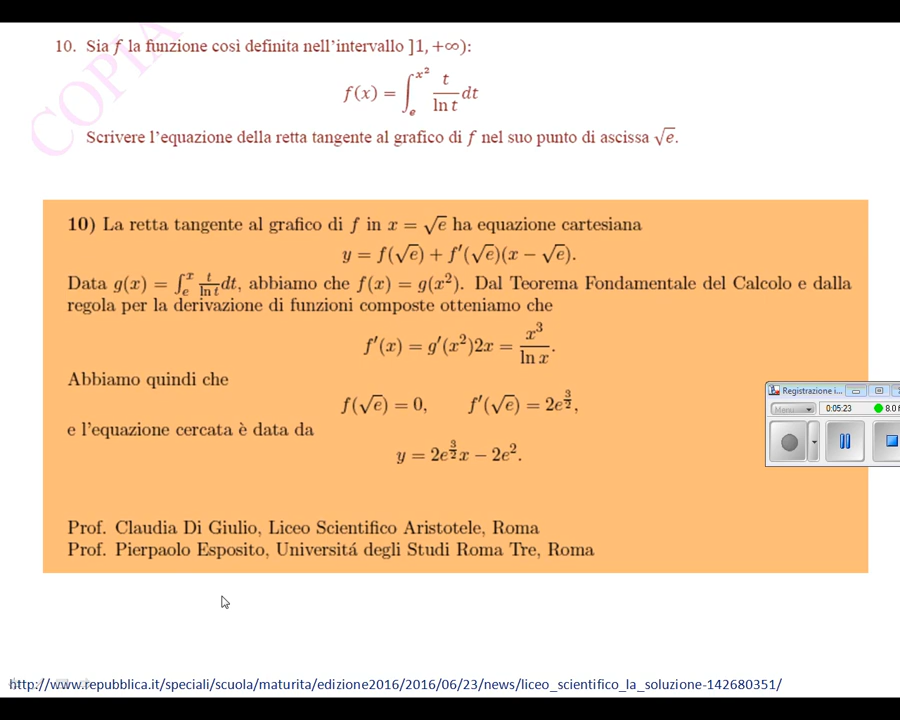 10. Sia f la funzione così definita nell'intervallo ]1, +∞):
f(x) = ∫_e^{x²} t/ln t dt
Scrivere l'equazione della retta tangente al grafico di f nel suo punto di ascissa √e.
COPIA
10) La retta tangente al grafico di f in x = √e ha equazione cartesiana
y = f(√e) + f′(√e)(x − √e).
Data g(x) = ∫_e^x t/ln t dt, abbiamo che f(x) = g(x²). Dal Teorema Fondamentale del Calcolo e dalla
regola per la derivazione di funzioni composte otteniamo che
f′(x) = g′(x²)2x = x³/ln x.
Abbiamo quindi che
f(√e) = 0, f′(√e) = 2e^{3/2},
e l'equazione cercata è data da
y = 2e^{3/2}x − 2e².
Registrazione i...
Menu
0:05:23
8.0
Prof. Claudia Di Giulio, Liceo Scientifico Aristotele, Roma
Prof. Pierpaolo Esposito, Universitá degli Studi Roma Tre, Roma
http://www.repubblica.it/speciali/scuola/maturita/edizione2016/2016/06/23/news/liceo_scientifico_la_soluzione-142680351/